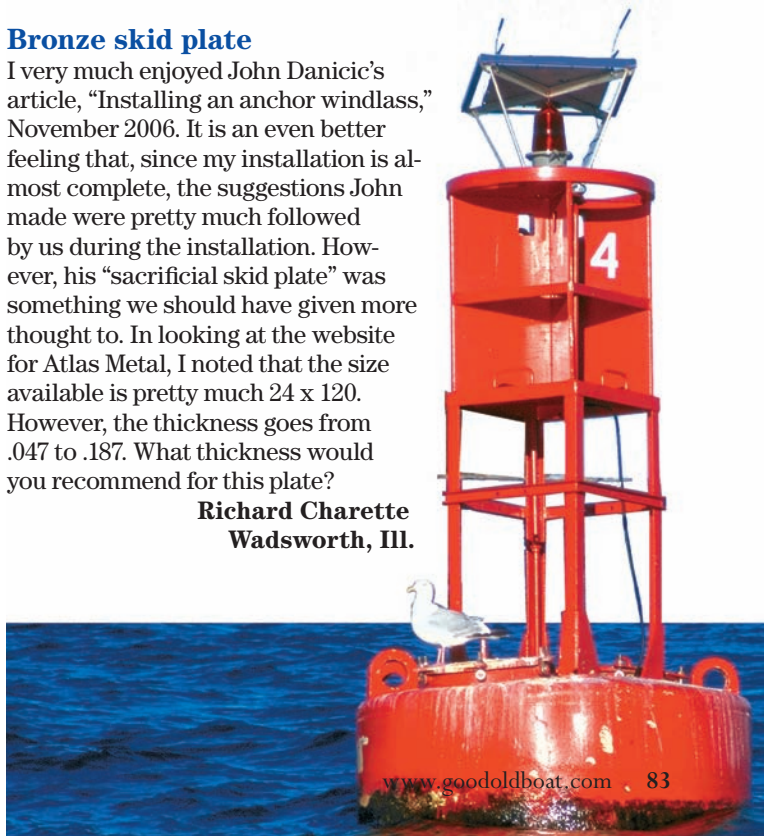 Bronze skid plate
I very much enjoyed John Danicic’s
article, “Installing an anchor windlass,”
November 2006. It is an even better
feeling that, since my installation is al-
most complete, the suggestions John
made were pretty much followed
by us during the installation. How-
ever, his “sacrificial skid plate” was
something we should have given more
thought to. In looking at the website
for Atlas Metal, I noted that the size
available is pretty much 24 x 120.
However, the thickness goes from
.047 to .187. What thickness would
you recommend for this plate?
Richard Charette
Wadsworth, Ill.
4
www.goodoldboat.com 83